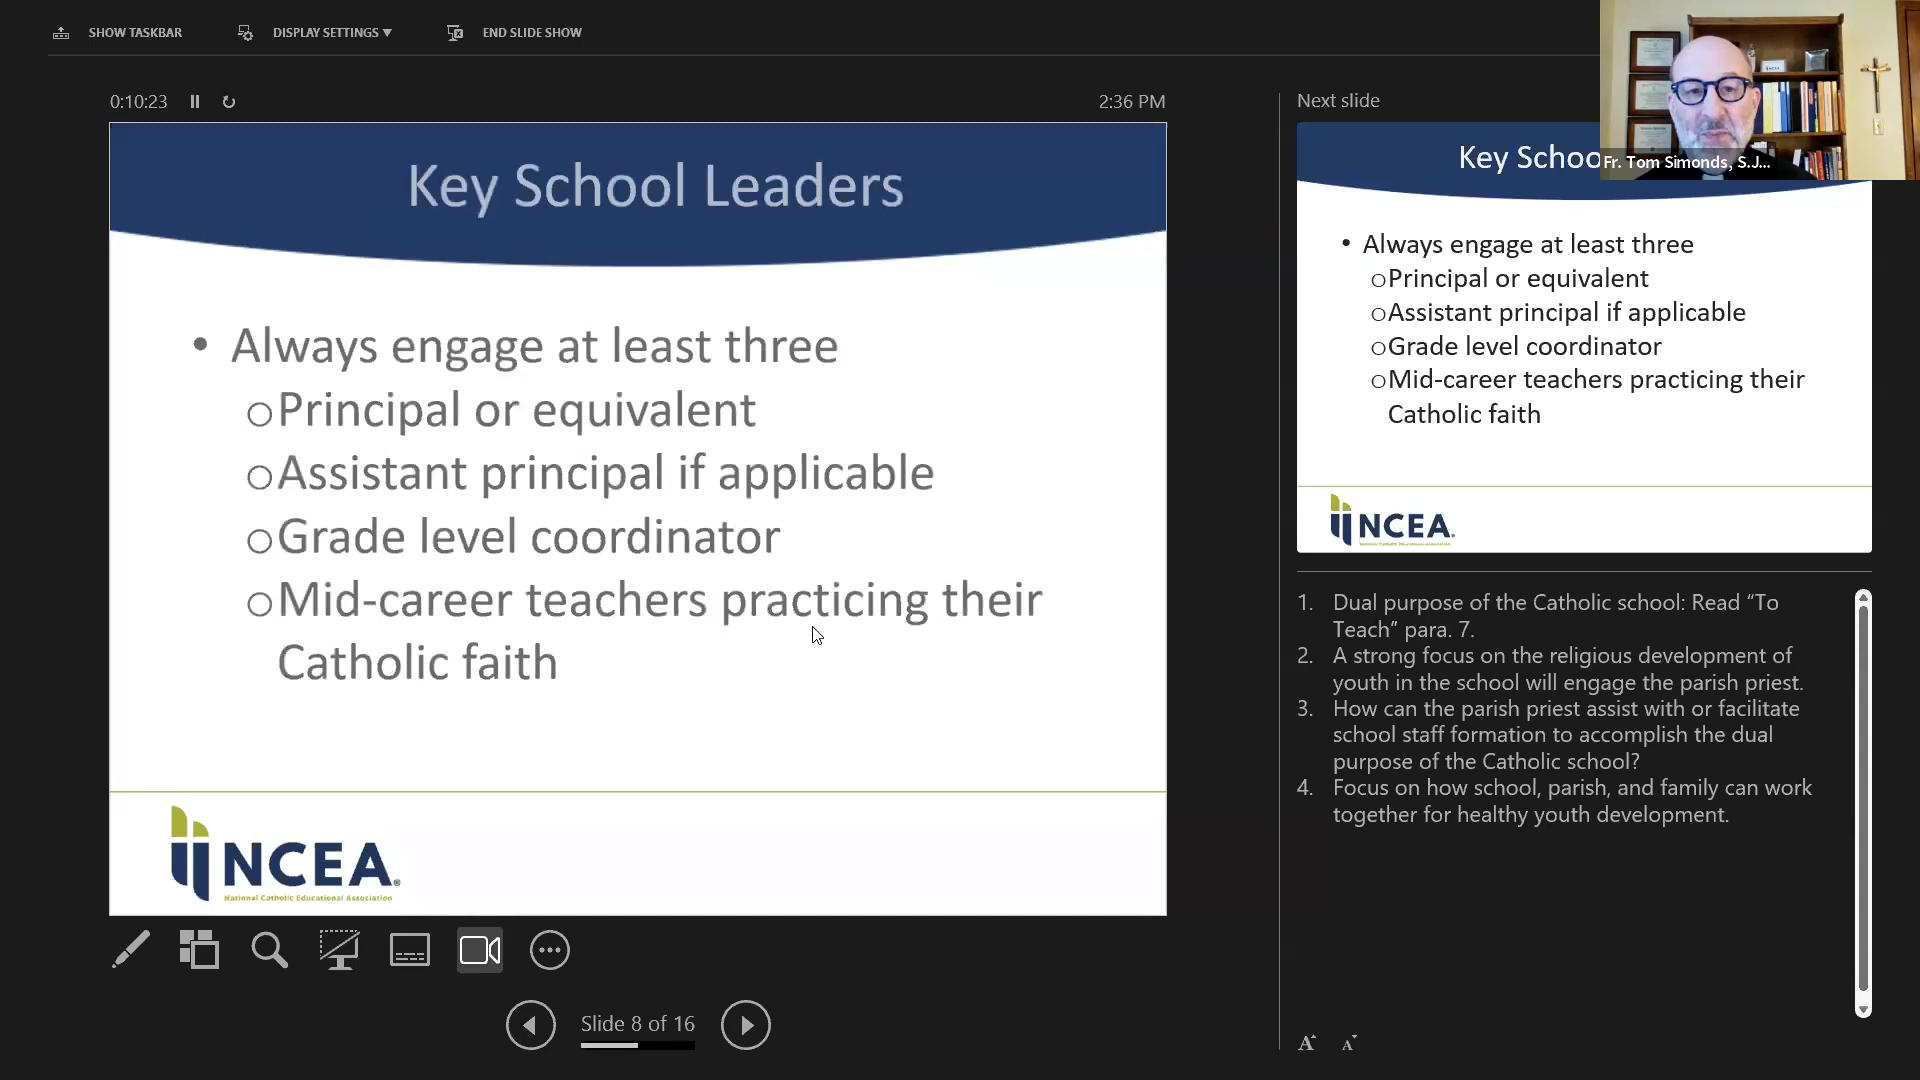 SHOW TASKBAR
DISPLAY SETTINGS ▼
END SLIDE SHOW
0:10:23
2:36 PM
Key School Leaders
• Always engage at least three
oPrincipal or equivalent
oAssistant principal if applicable
oGrade level coordinator
oMid-career teachers practicing their
Catholic faith
NCEA®
National Catholic Educational Association
Slide 8 of 16
Next slide
Key Schoo
Fr. Tom Simonds, S.J...
• Always engage at least three
oPrincipal or equivalent
oAssistant principal if applicable
oGrade level coordinator
oMid-career teachers practicing their
Catholic faith
NCEA
1. Dual purpose of the Catholic school: Read “To
Teach” para. 7.
2. A strong focus on the religious development of
youth in the school will engage the parish priest.
3. How can the parish priest assist with or facilitate
school staff formation to accomplish the dual
purpose of the Catholic school?
4. Focus on how school, parish, and family can work
together for healthy youth development.
A A